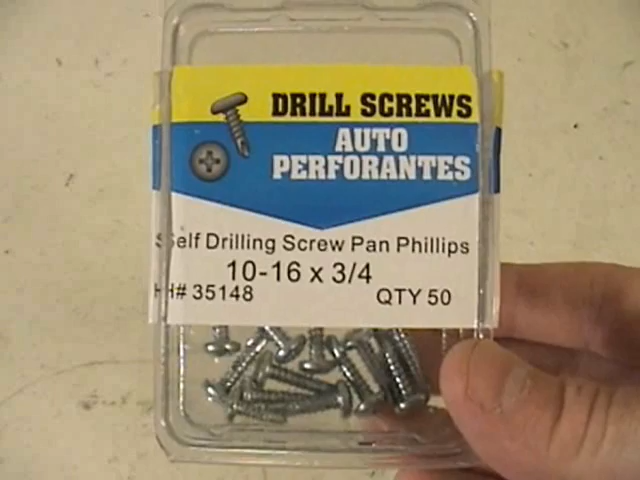 DRILL SCREWS
AUTO
PERFORANTES
Self Drilling Screw Pan Phillips
10-16 x 3/4
HH# 35148
QTY 50